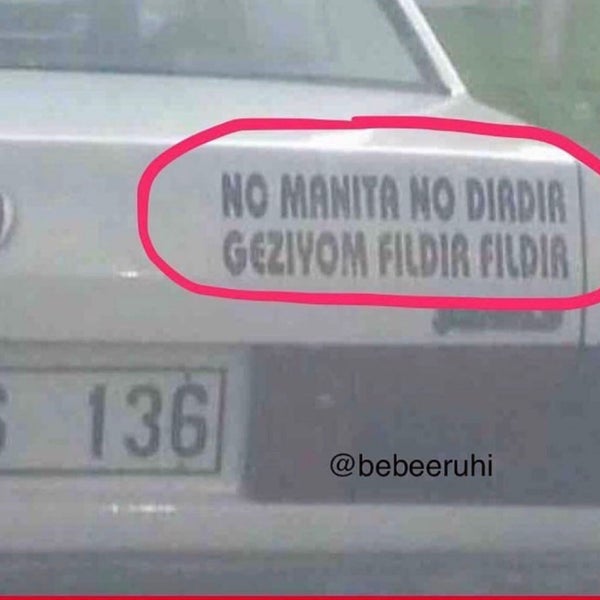 NO MANITA NO DIRDIR
GEZIYOM FILDIR FILDIR
136
@bebeeruhi